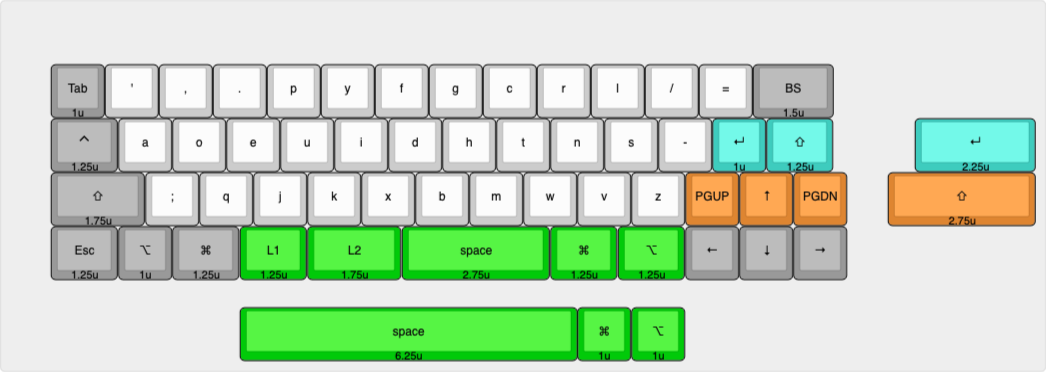 Tab ' , . p y f g c r l / = BS
1u 1.5u
^ a o e u i d h t n s - ↵ ⇧ ↵
1.25u 1u 1.25u 2.25u
⇧ ; q j k x b m w v z PGUP ↑ PGDN ⇧
1.75u 2.75u
Esc ⌥ ⌘ L1 L2 space ⌘ ⌥ ← ↓ →
1.25u 1u 1.25u 1.25u 1.75u 2.75u 1.25u 1.25u
space ⌘ ⌥
6.25u 1u 1u